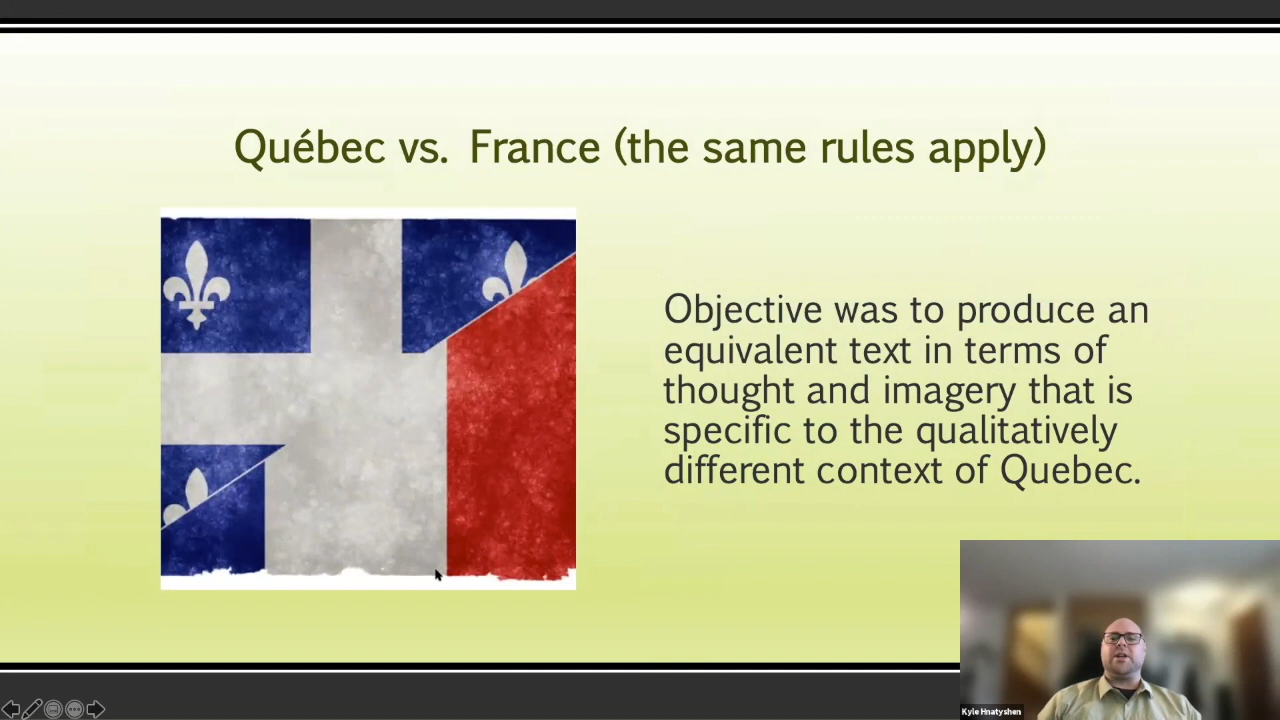 Québec vs. France (the same rules apply)
Objective was to produce an
equivalent text in terms of
thought and imagery that is
specific to the qualitatively
different context of Quebec.
Kyle Hnatyshen